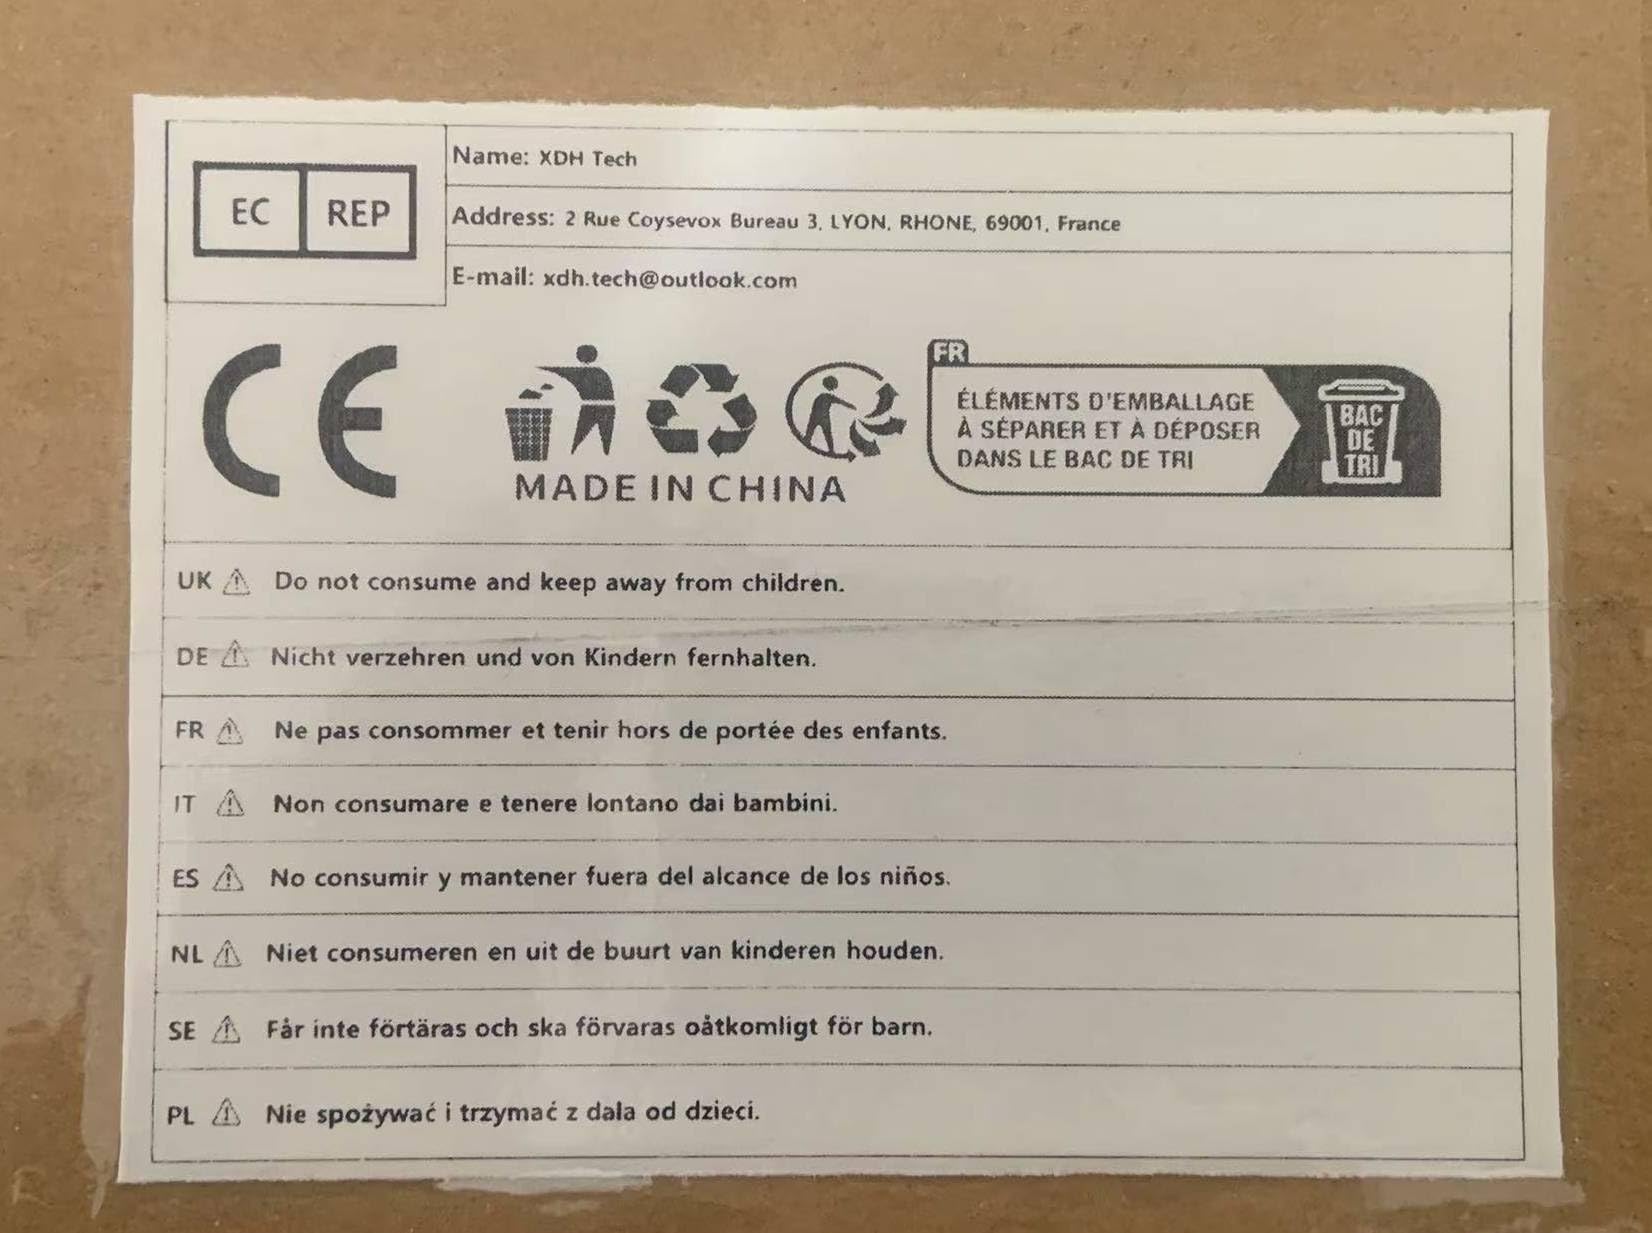 EC REP
Name: XDH Tech
Address: 2 Rue Coysevox Bureau 3, LYON, RHONE, 69001, France
E-mail: xdh.tech@outlook.com
CE
MADE IN CHINA
FR
ÉLÉMENTS D'EMBALLAGE
À SÉPARER ET À DÉPOSER
DANS LE BAC DE TRI
BAC
DE
TRI
UK Do not consume and keep away from children.
DE Nicht verzehren und von Kindern fernhalten.
FR Ne pas consommer et tenir hors de portée des enfants.
IT Non consumare e tenere lontano dai bambini.
ES No consumir y mantener fuera del alcance de los niños.
NL Niet consumeren en uit de buurt van kinderen houden.
SE Får inte förtäras och ska förvaras oåtkomligt för barn.
PL Nie spożywać i trzymać z dala od dzieci.